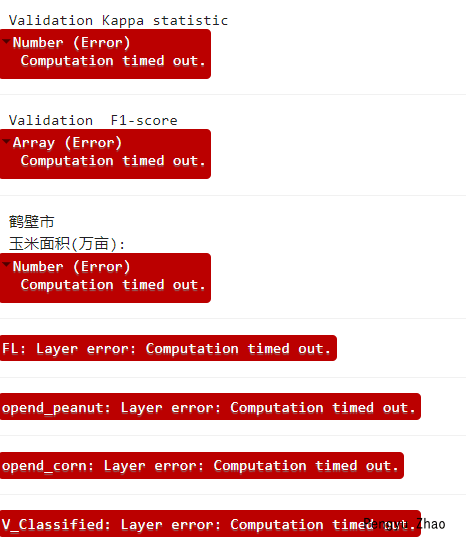 Validation Kappa statistic
Number (Error)
Computation timed out.
Validation F1-score
Array (Error)
Computation timed out.
鹤壁市
玉米面积(万亩):
Number (Error)
Computation timed out.
FL: Layer error: Computation timed out.
opend_peanut: Layer error: Computation timed out.
opend_corn: Layer error: Computation timed out.
V_Classified: Layer error: Computation timed out.
Zhao